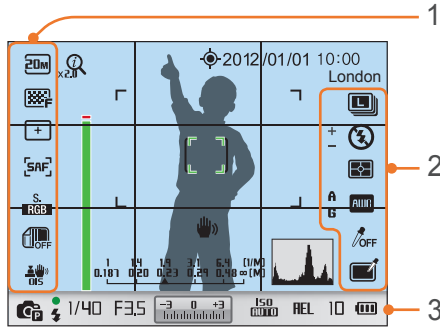 1
2012/01/01 10:00
London
20M
x2.0
F
L
+
−
2
SAF
S.
RGB
A
G
AWB
OFF
OFF
OIS
1 1.4 1.9 3.1 6.4 (I/M)
0.187 0.20 0.23 0.29 0.48 ∞ (M)
P
1/40 F3.5
−3 0 +3
ISO
AUTO
AEL 10
3